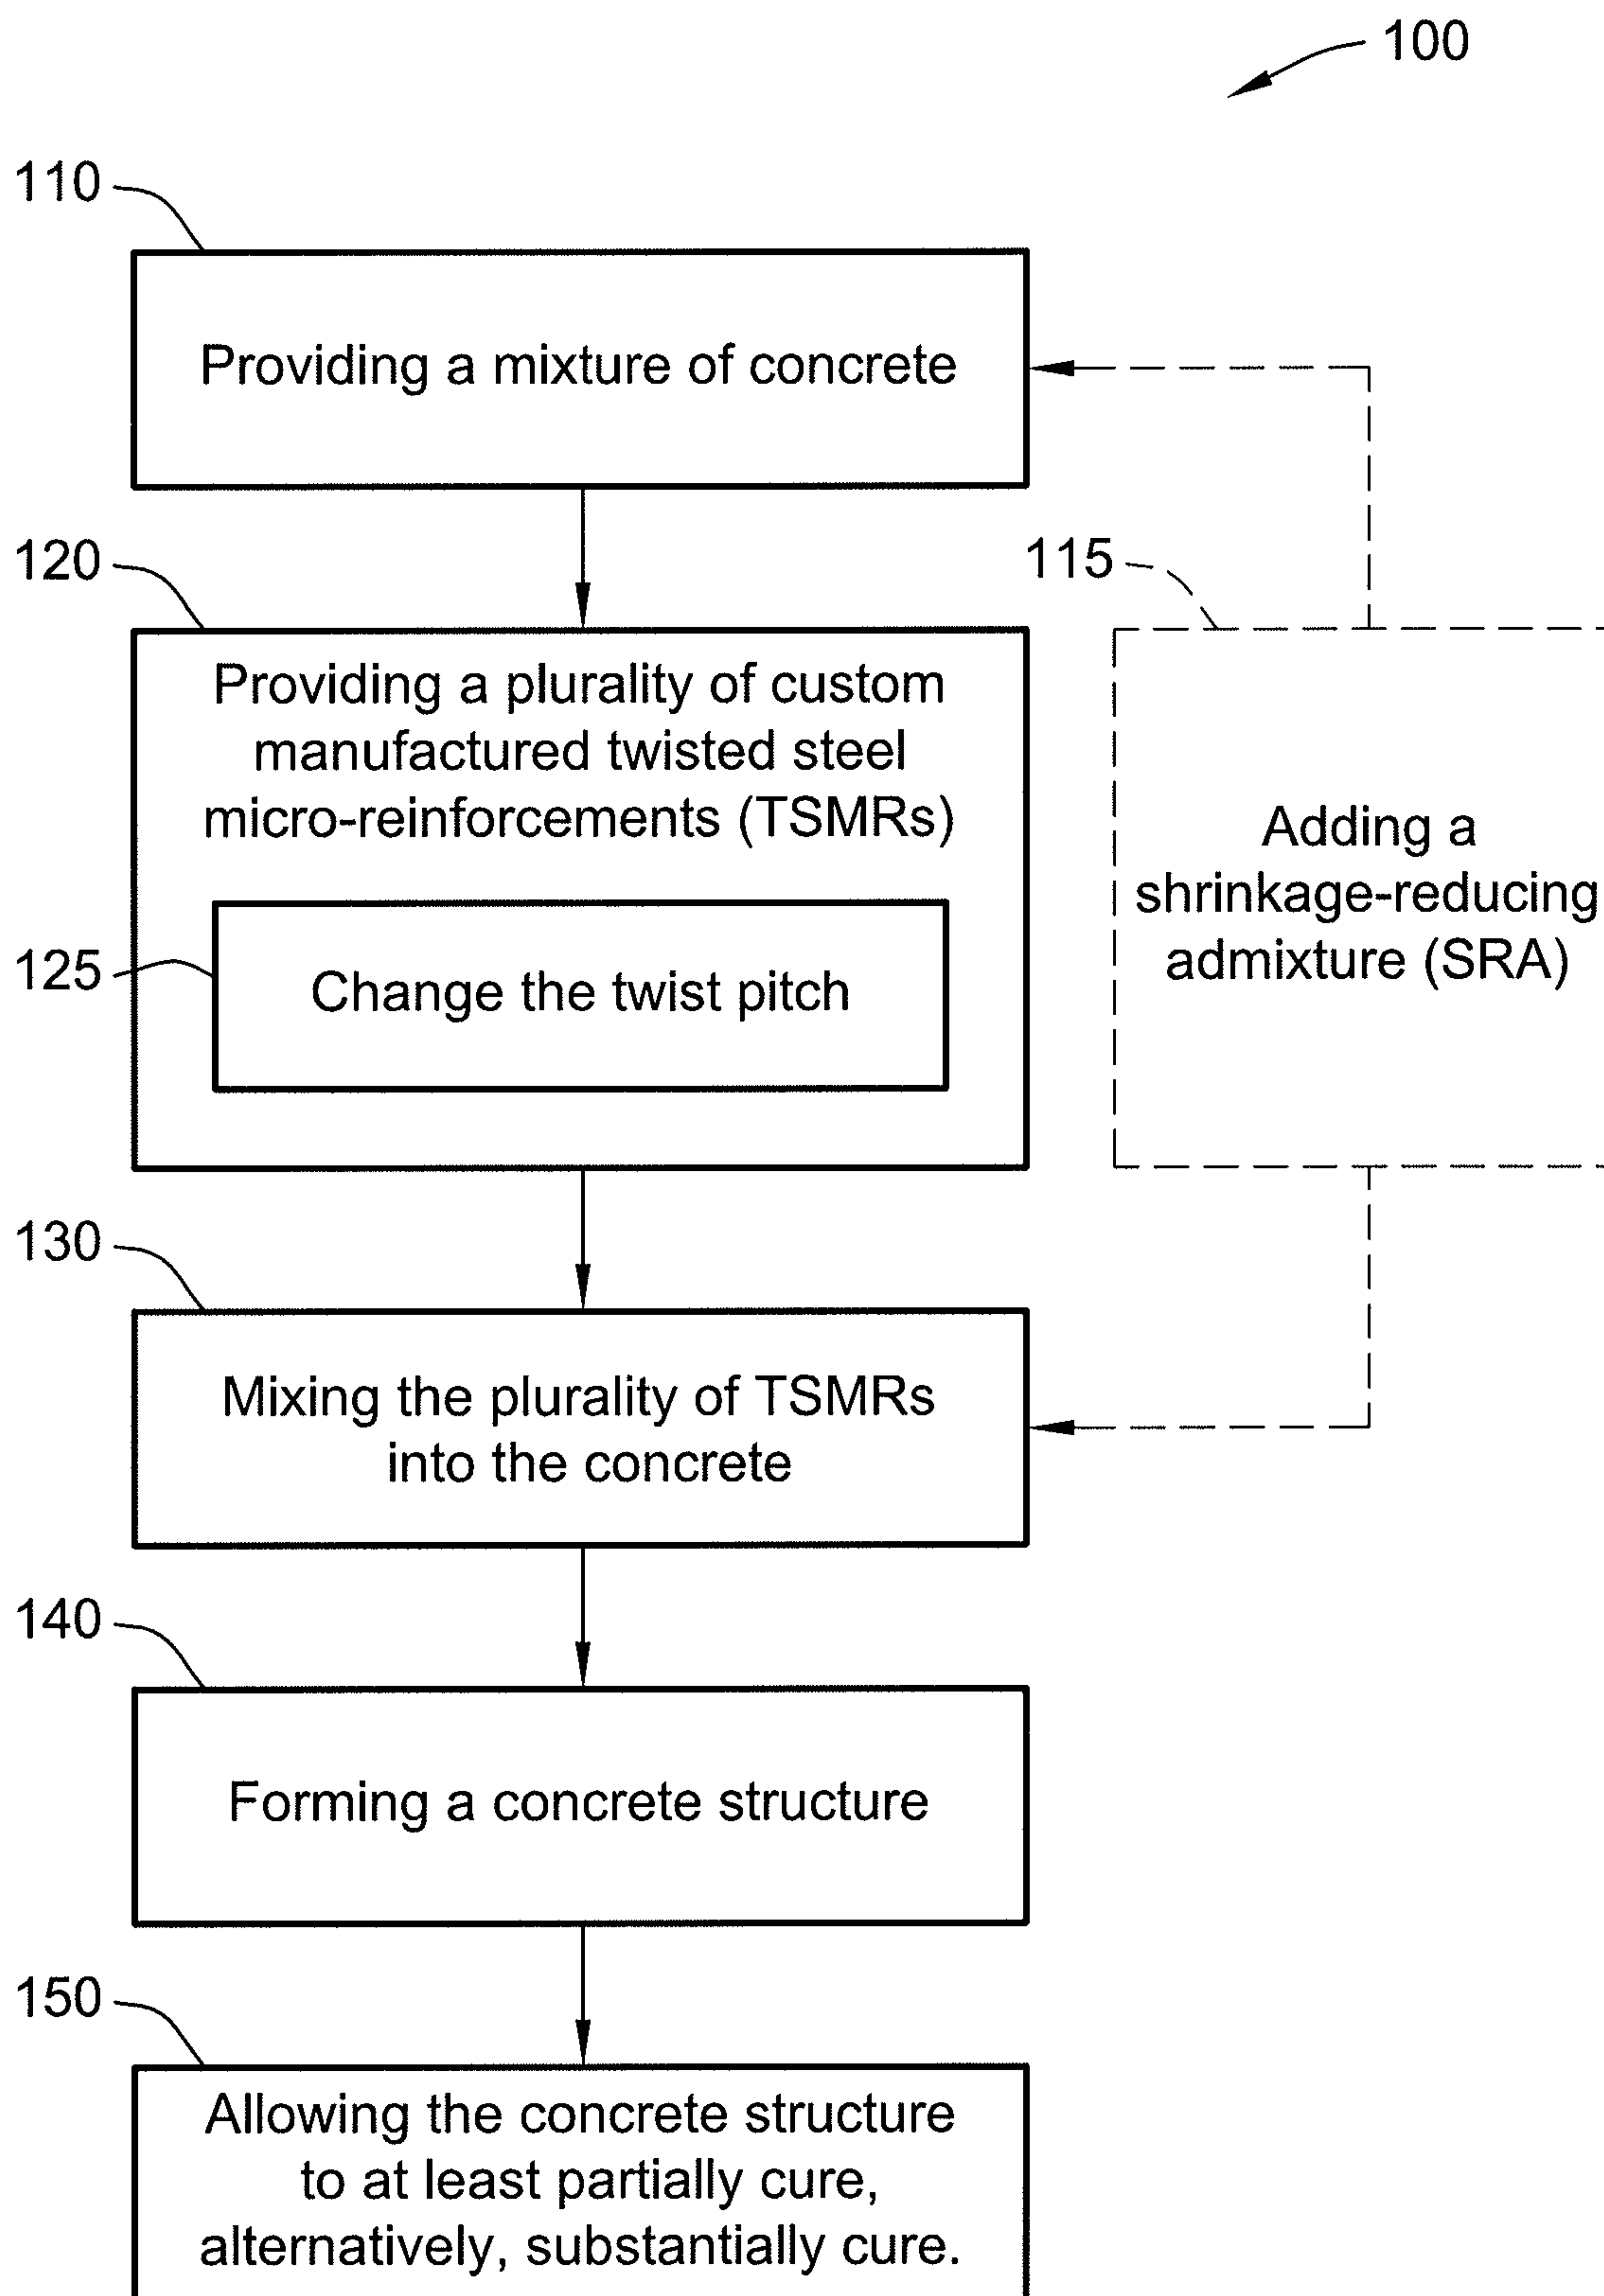 100
110
Providing a mixture of concrete
120
Providing a plurality of custom
manufactured twisted steel
micro-reinforcements (TSMRs)
125
Change the twist pitch
115
Adding a
shrinkage-reducing
admixture (SRA)
130
Mixing the plurality of TSMRs
into the concrete
140
Forming a concrete structure
150
Allowing the concrete structure
to at least partially cure,
alternatively, substantially cure.